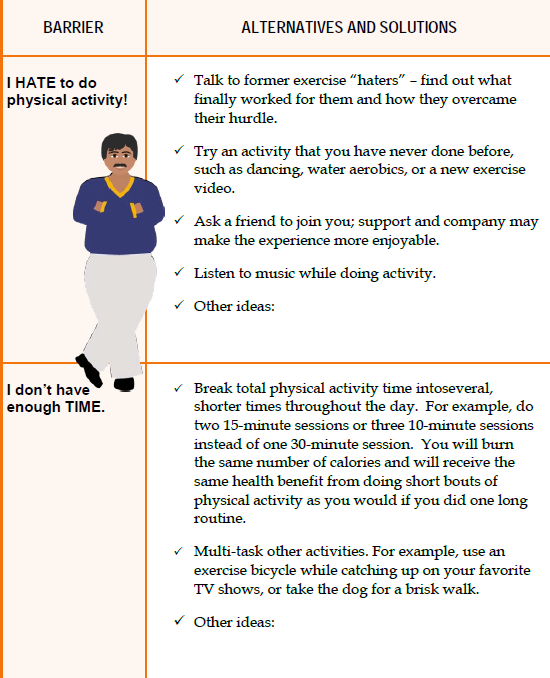 BARRIER
ALTERNATIVES AND SOLUTIONS
I HATE to do
physical activity!
✓ Talk to former exercise “haters” – find out what
finally worked for them and how they overcame
their hurdle.
✓ Try an activity that you have never done before,
such as dancing, water aerobics, or a new exercise
video.
✓ Ask a friend to join you; support and company may
make the experience more enjoyable.
✓ Listen to music while doing activity.
✓ Other ideas:
I don’t have
enough TIME.
✓ Break total physical activity time intoseveral,
shorter times throughout the day.  For example, do
two 15-minute sessions or three 10-minute sessions
instead of one 30-minute session.  You will burn
the same number of calories and will receive the
same health benefit from doing short bouts of
physical activity as you would if you did one long
routine.
✓ Multi-task other activities. For example, use an
exercise bicycle while catching up on your favorite
TV shows, or take the dog for a brisk walk.
✓ Other ideas: